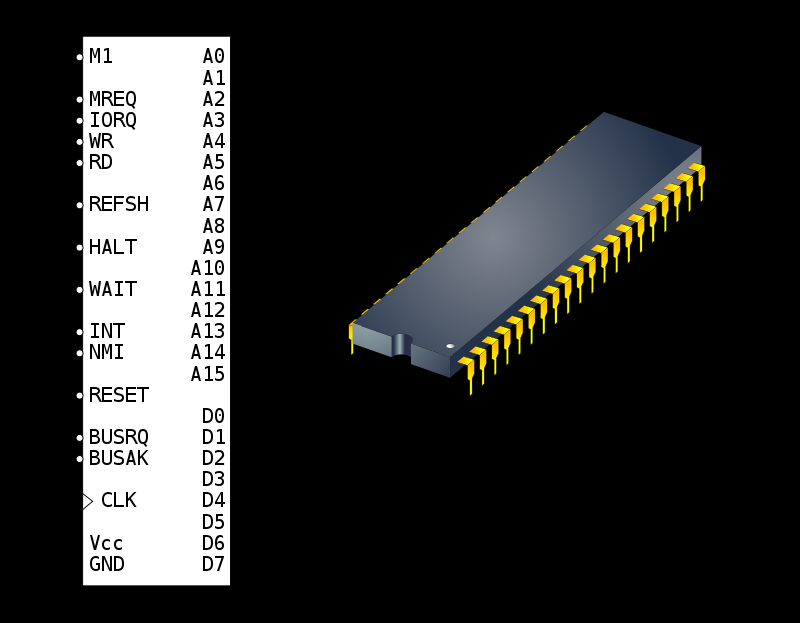 M1 A0
A1
MREQ A2
IORQ A3
WR A4
RD A5
A6
REFSH A7
A8
HALT A9
A10
WAIT A11
A12
INT A13
NMI A14
A15
RESET
D0
BUSRQ D1
BUSAK D2
D3
CLK D4
D5
Vcc D6
GND D7